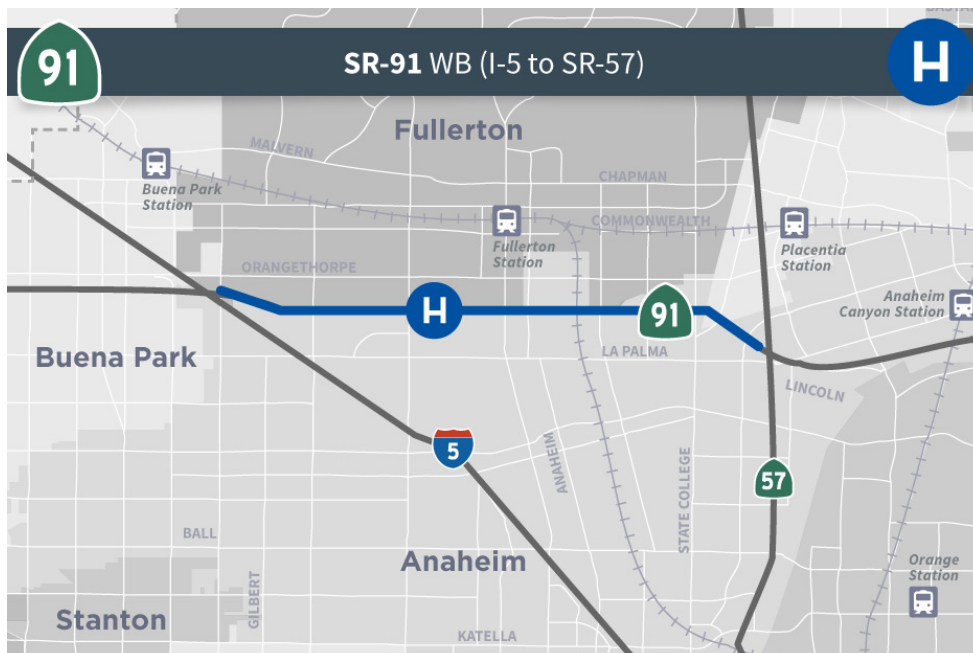 91
SR-91 WB (I-5 to SR-57)
H
Fullerton
MALVERN
CHAPMAN
Buena Park
Station
COMMONWEALTH
Fullerton
Station
Placentia
Station
ORANGETHORPE
Anaheim
Canyon Station
H
91
Buena Park
LA PALMA
LINCOLN
5
ANAHEIM
STATE COLLEGE
57
BALL
Anaheim
Orange
Station
GILBERT
Stanton
KATELLA